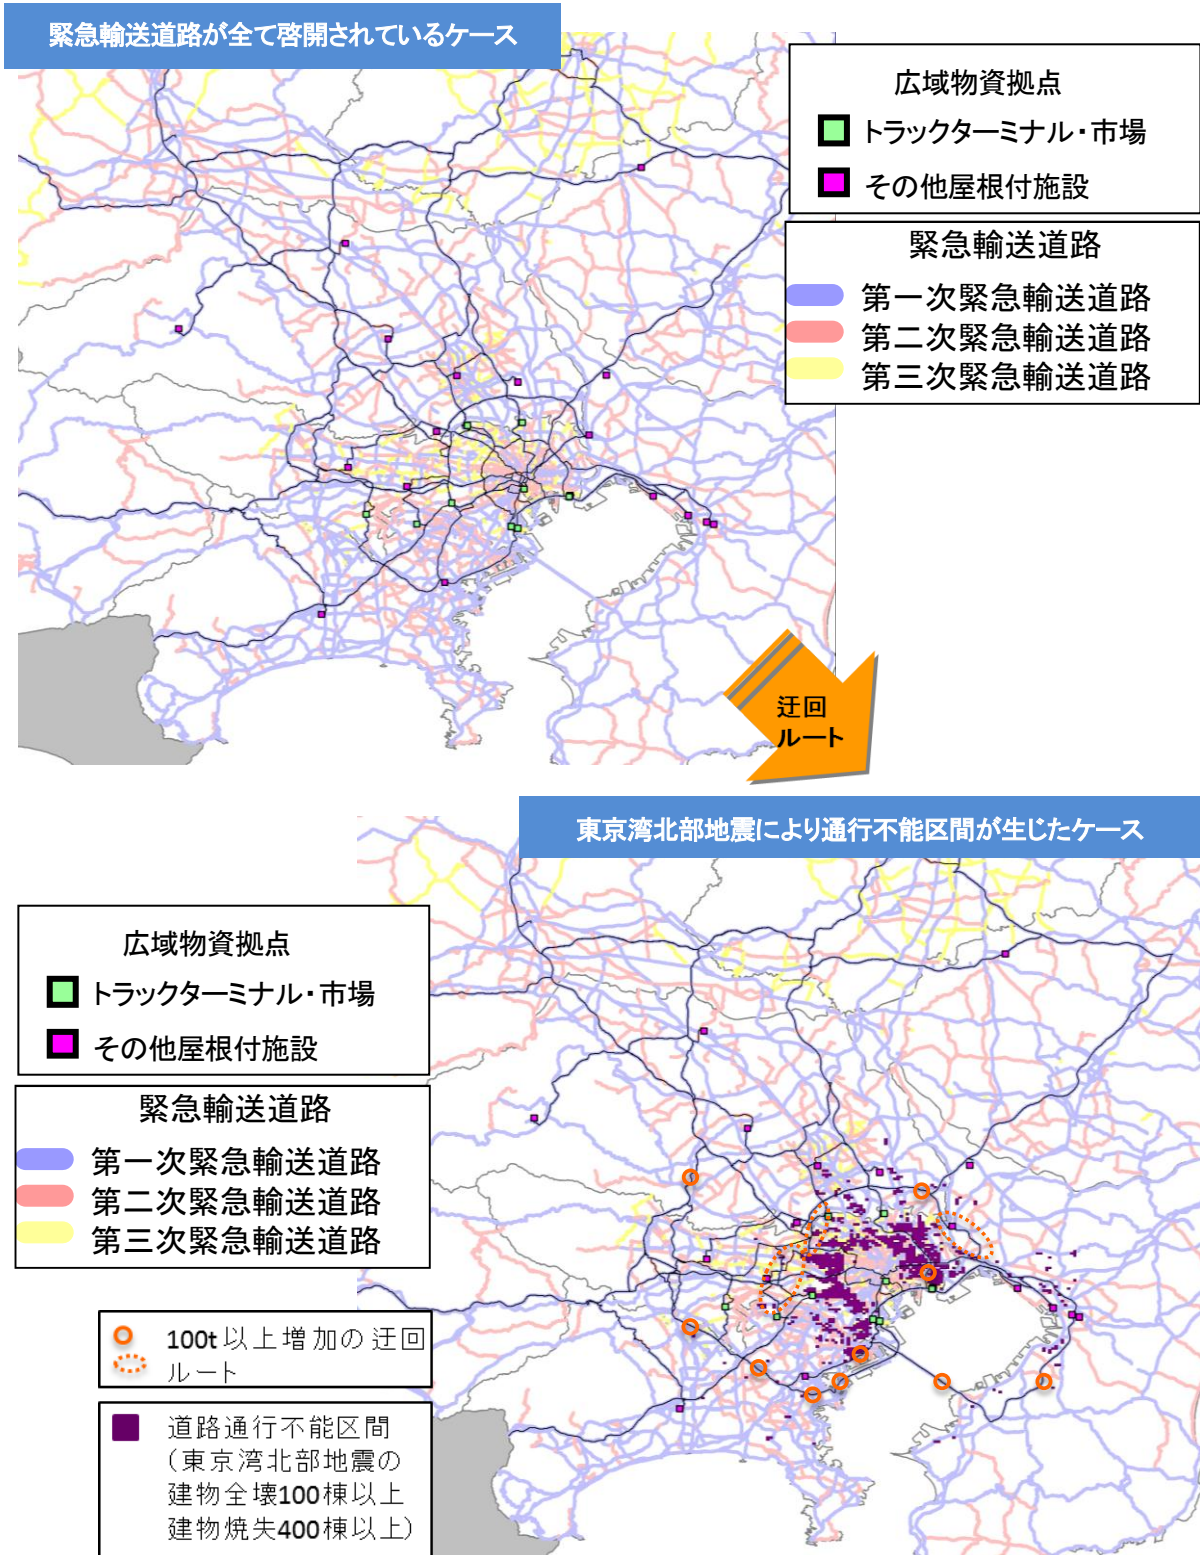 緊急輸送道路が全て啓開されているケース
広域物資拠点
トラックターミナル・市場
その他屋根付施設
緊急輸送道路
第一次緊急輸送道路
第二次緊急輸送道路
第三次緊急輸送道路
迂回
ルート
東京湾北部地震により通行不能区間が生じたケース
広域物資拠点
トラックターミナル・市場
その他屋根付施設
緊急輸送道路
第一次緊急輸送道路
第二次緊急輸送道路
第三次緊急輸送道路
100t以上増加の迂回
ルート
道路通行不能区間
（東京湾北部地震の
建物全壊100棟以上
建物焼失400棟以上）